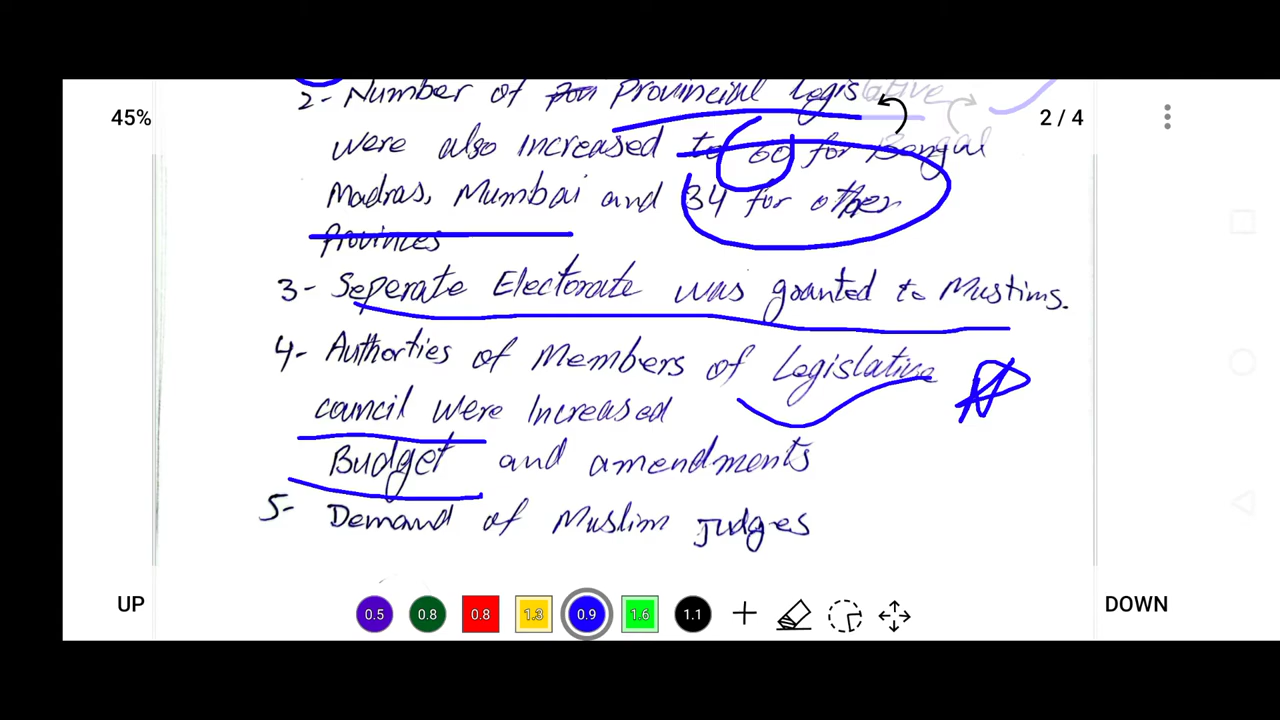 45%
2/4
2- Number of Provincial Legislative
were also increased to 60 for Bengal
Madras, Mumbai and 34 for other
Provinces
3- Seperate Electorate was granted to Muslims.
4- Authorties of Members of Legislative
council were Increased
Budget and amendments
5- Demand of Muslim Judges
UP
0.5 0.8 0.8 1.3 0.9 1.6 1.1
DOWN